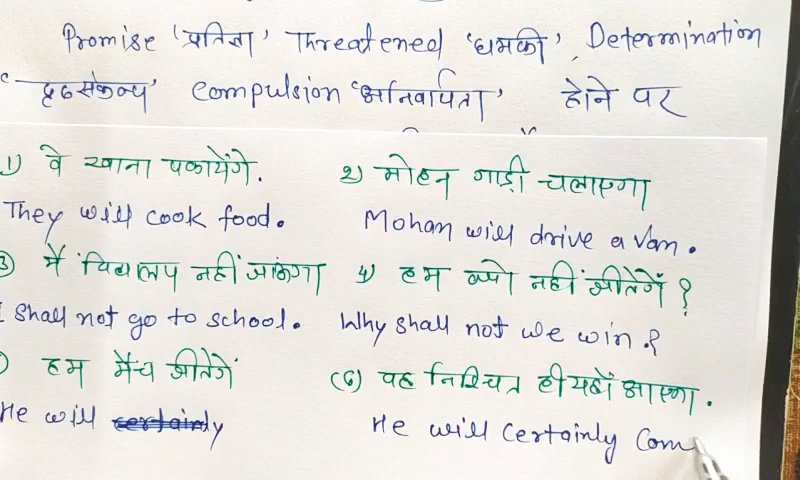 Promise 'प्रतिज्ञा' Threatened 'धमकी', Determination
'दृढसंकल्प' compulsion 'अनिवार्यता' होने पर
1) वे खाना पकायेंगे.
They will cook food.
2) मोहन गाड़ी चलाएगा
Mohan will drive a van.
3) मैं विद्यालय नहीं जाऊंगा
I shall not go to school.
4) हम क्यो नहीं जीतेगें ?
Why shall not we win ?
) हम मैच जीतेगें
He will certainly
(6) वह निश्चित ही यहाँ आएगा.
He will certainly Com